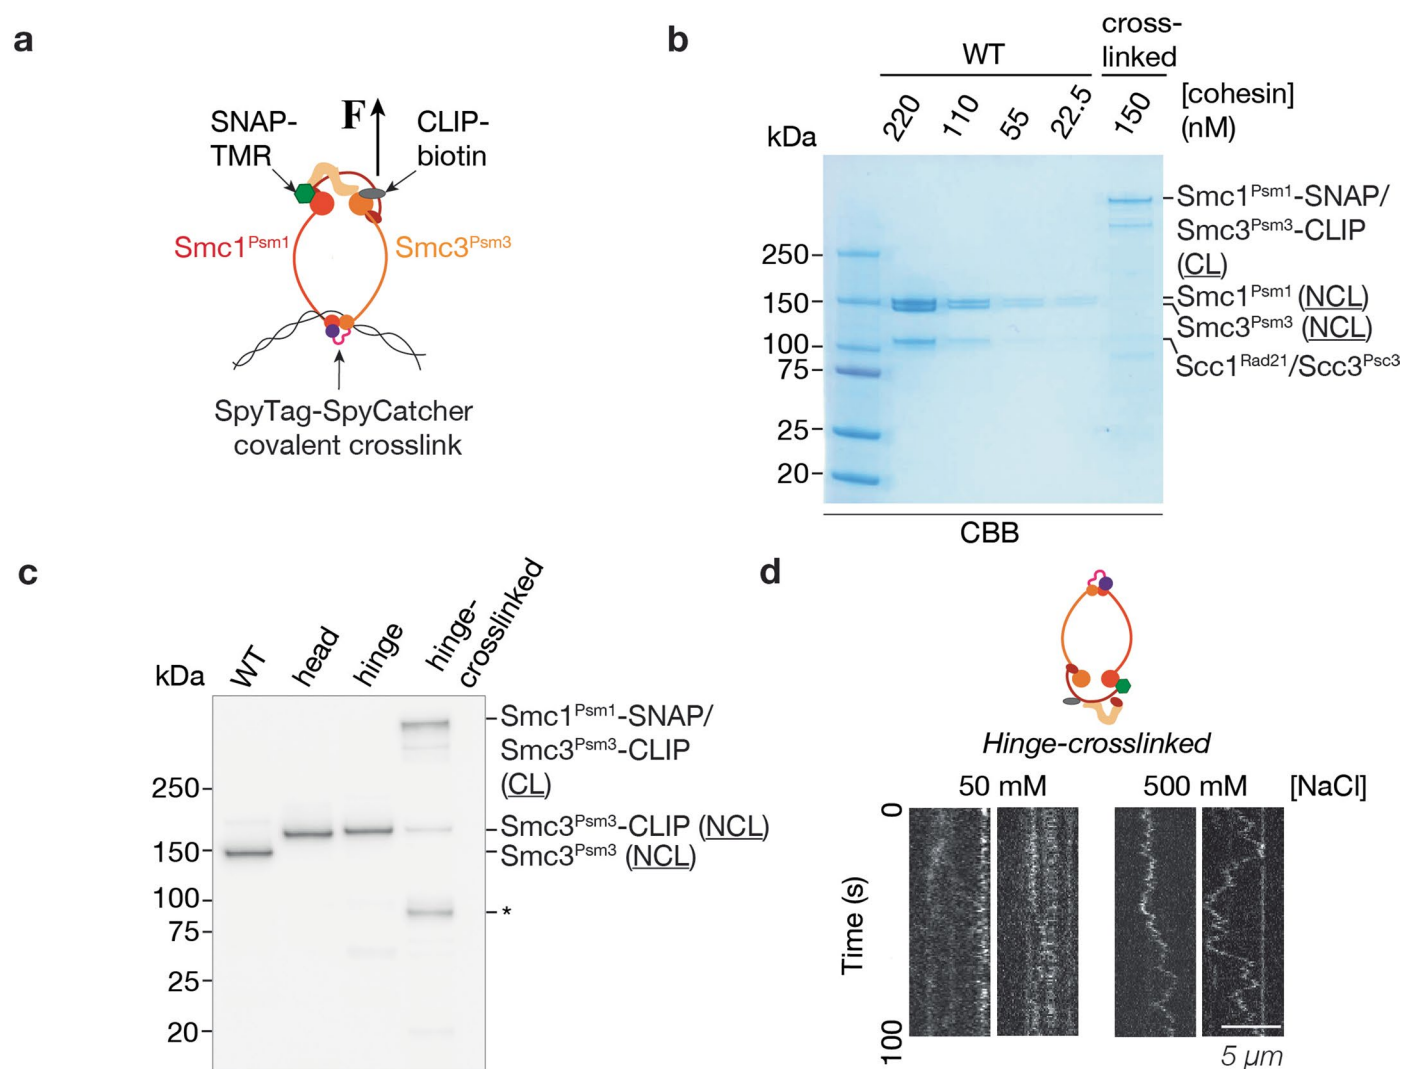 a
F
SNAP-
TMR
CLIP-
biotin
Smc1Psm1
Smc3Psm3
SpyTag-SpyCatcher
covalent crosslink
b
WT
cross-
linked
kDa
220
110
55
22.5
150
[cohesin]
(nM)
250
150
100
75
25
20
Smc1Psm1-SNAP/
Smc3Psm3-CLIP
(CL)
Smc1Psm1 (NCL)
Smc3Psm3 (NCL)
Scc1Rad21/Scc3Psc3
CBB
c
kDa
WT
head
hinge
hinge-
crosslinked
250
150
100
75
25
20
Smc1Psm1-SNAP/
Smc3Psm3-CLIP
(CL)
Smc3Psm3-CLIP (NCL)
Smc3Psm3 (NCL)
*
d
Hinge-crosslinked
50 mM
500 mM
[NaCl]
0
Time (s)
100
5 µm